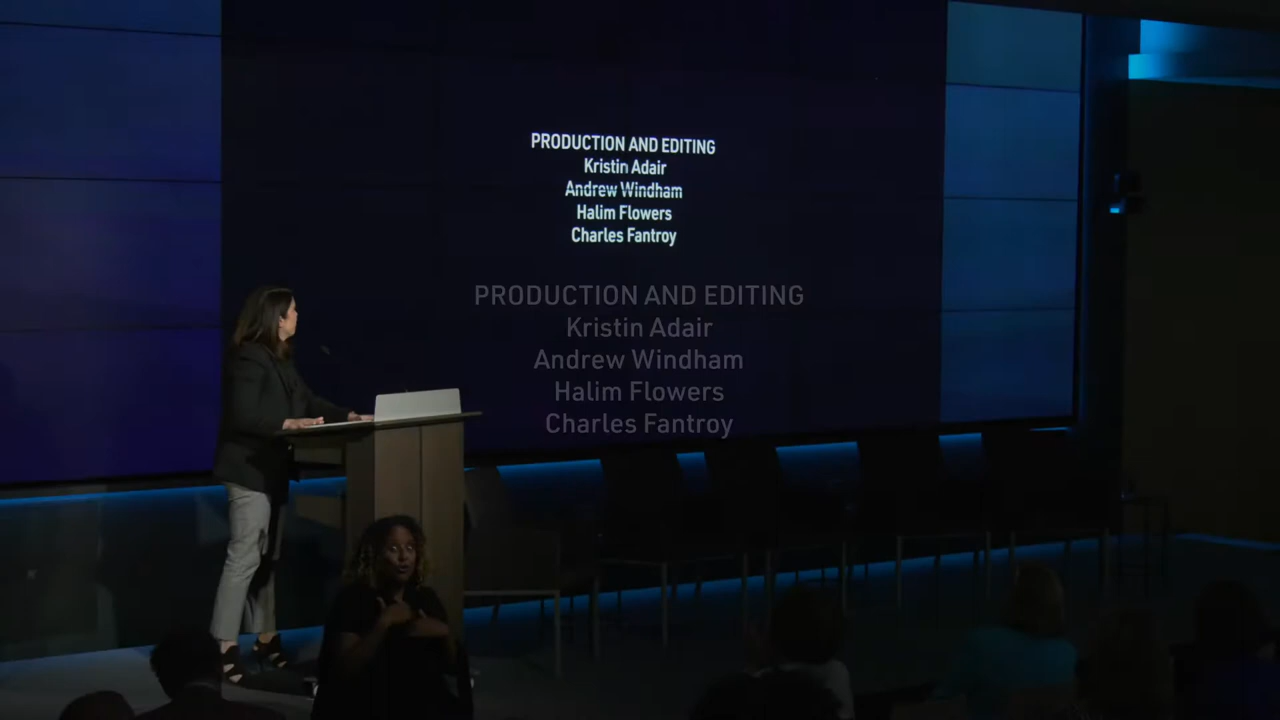 PRODUCTION AND EDITING
Kristin Adair
Andrew Windham
Halim Flowers
Charles Fantroy
PRODUCTION AND EDITING
Kristin Adair
Andrew Windham
Halim Flowers
Charles Fantroy